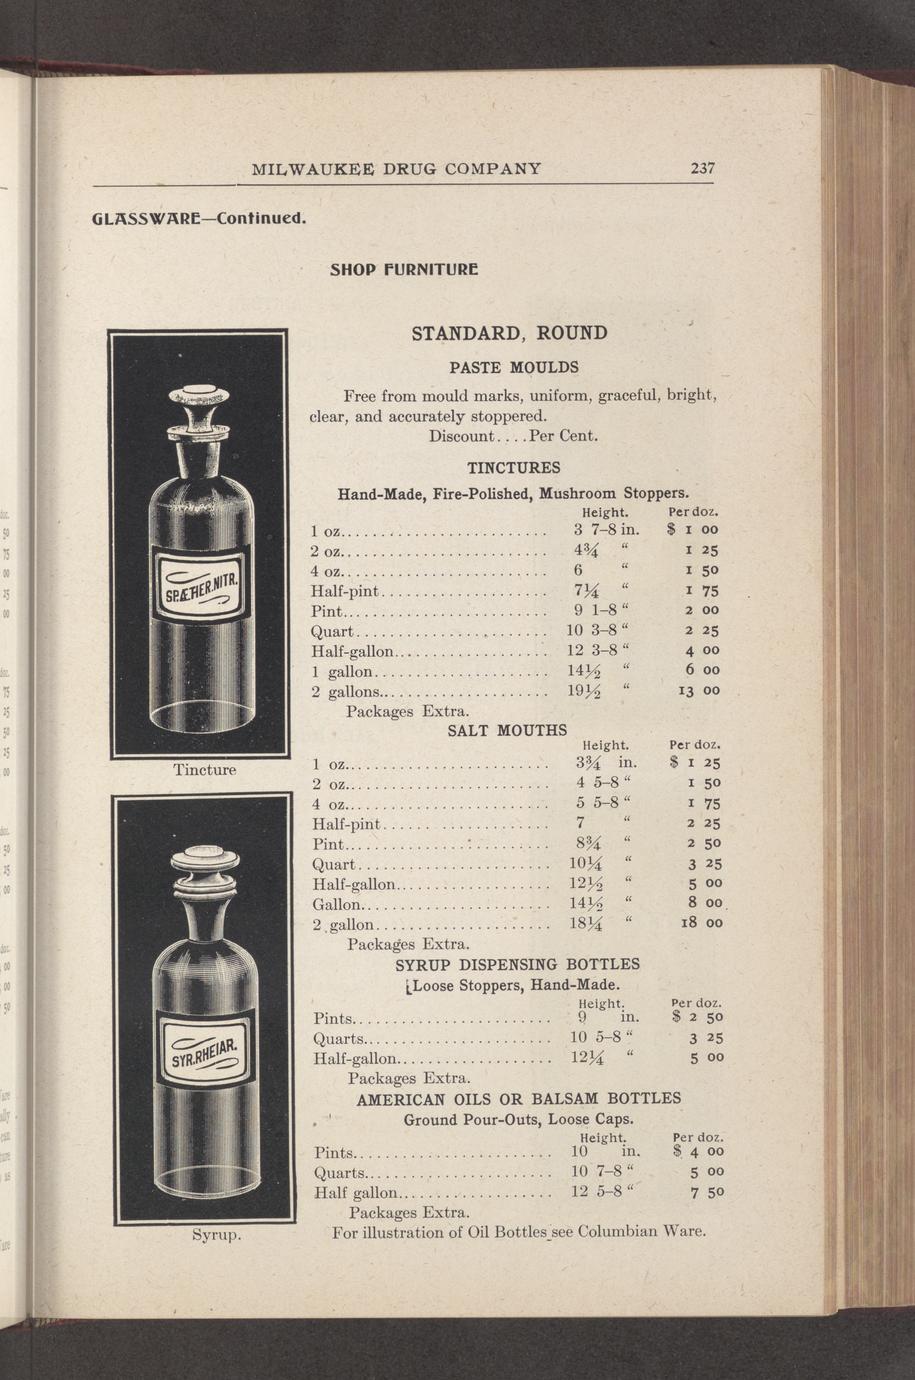 MILWAUKEE DRUG COMPANY 237
GLASSWARE—Continued.
SHOP FURNITURE
STANDARD, ROUND
PASTE MOULDS
Free from mould marks, uniform, graceful, bright,
clear, and accurately stoppered.
Discount....Per Cent.
TINCTURES
Hand-Made, Fire-Polished, Mushroom Stoppers.
Height. Per doz.
1 oz. 3 7-8 in. $ 1 00
2 oz. 4¾ " 1 25
4 oz. 6 " 1 50
Half-pint 7¼ " 1 75
Pint 9 1-8 " 2 00
Quart 10 3-8 " 2 25
Half-gallon 12 3-8 " 4 00
1 gallon 14½ " 6 00
2 gallons 19½ " 13 00
Packages Extra.
SP.ÆTHER.NITR.
Tincture
SALT MOUTHS
Height. Per doz.
1 oz. 3¾ in. $ 1 25
2 oz. 4 5-8 " 1 50
4 oz. 5 5-8 " 1 75
Half-pint 7 " 2 25
Pint 8¾ " 2 50
Quart 10¼ " 3 25
Half-gallon 12½ " 5 00
Gallon 14½ " 8 00
2 gallon 18¼ " 18 00
Packages Extra.
SYRUP DISPENSING BOTTLES
Loose Stoppers, Hand-Made.
Height. Per doz.
Pints 9 in. $ 2 50
Quarts 10 5-8 " 3 25
Half-gallon 12¼ " 5 00
Packages Extra.
SYR.RHEIAR.
Syrup.
AMERICAN OILS OR BALSAM BOTTLES
Ground Pour-Outs, Loose Caps.
Height. Per doz.
Pints 10 in. $ 4 00
Quarts 10 7-8 " 5 00
Half gallon 12 5-8 " 7 50
Packages Extra.
For illustration of Oil Bottles see Columbian Ware.